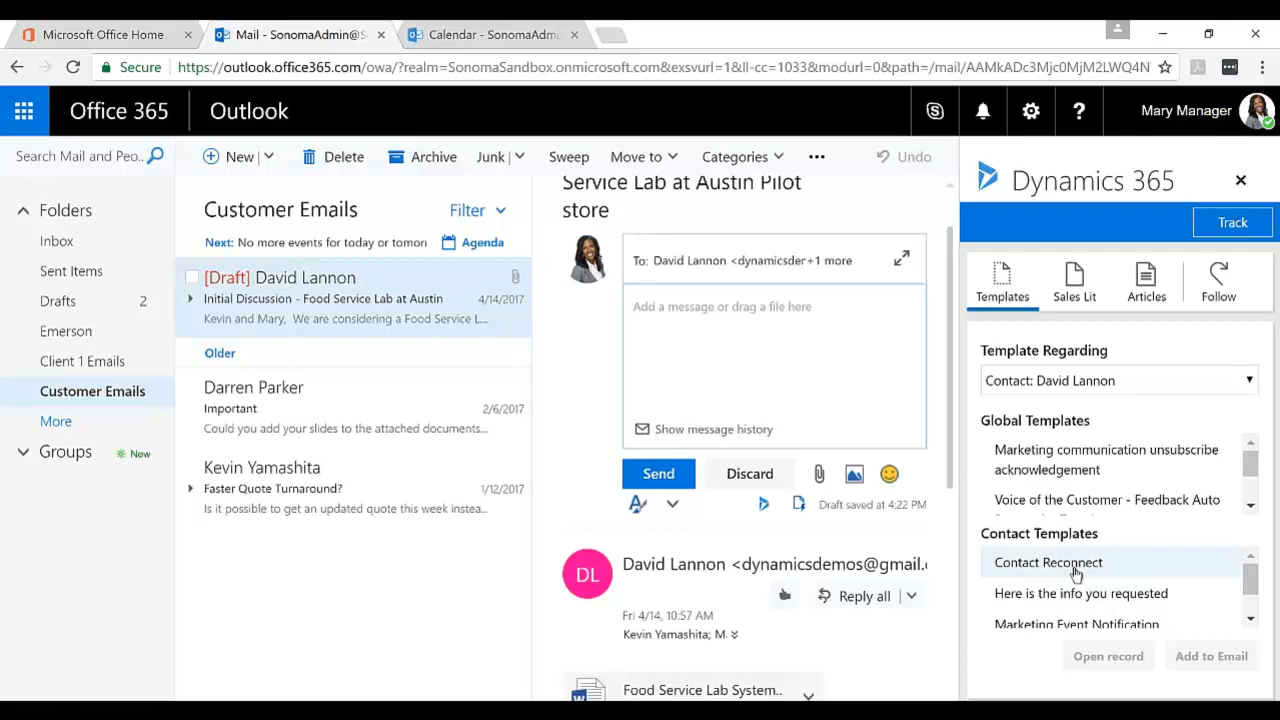 Microsoft Office Home
Mail - SonomaAdmin@S
Calendar - SonomaAdmin
Secure
https://outlook.office365.com/owa/?realm=SonomaSandbox.onmicrosoft.com&exsvurl=1&ll-cc=1033&modurl=0&path=/mail/AAMkADc3Mjc0MjM2LWQ4N
Office 365
Outlook
Mary Manager
Search Mail and Peo..
New
Delete
Archive
Junk
Sweep
Move to
Categories
Undo
Folders
Inbox
Sent Items
Drafts 2
Emerson
Client 1 Emails
Customer Emails
More
Groups
New
Customer Emails
Filter
Next: No more events for today or tomori
Agenda
[Draft] David Lannon
Initial Discussion - Food Service Lab at Austin 4/14/2017
Kevin and Mary, We are considering a Food Service L...
Older
Darren Parker
Important 2/6/2017
Could you add your slides to the attached documents...
Kevin Yamashita
Faster Quote Turnaround? 1/12/2017
Is it possible to get an updated quote this week instea...
Service Lab at Austin Pilot
store
To: David Lannon <dynamicsder+1 more
Add a message or drag a file here
Show message history
Send
Discard
Draft saved at 4:22 PM
DL
David Lannon <dynamicsdemos@gmail.
Reply all
Fri 4/14, 10:57 AM
Kevin Yamashita; M
Food Service Lab System..
Dynamics 365
Track
Templates
Sales Lit
Articles
Follow
Template Regarding
Contact: David Lannon
Global Templates
Marketing communication unsubscribe
acknowledgement
Voice of the Customer - Feedback Auto
Contact Templates
Contact Reconnect
Here is the info you requested
Marketing Event Notification
Open record
Add to Email